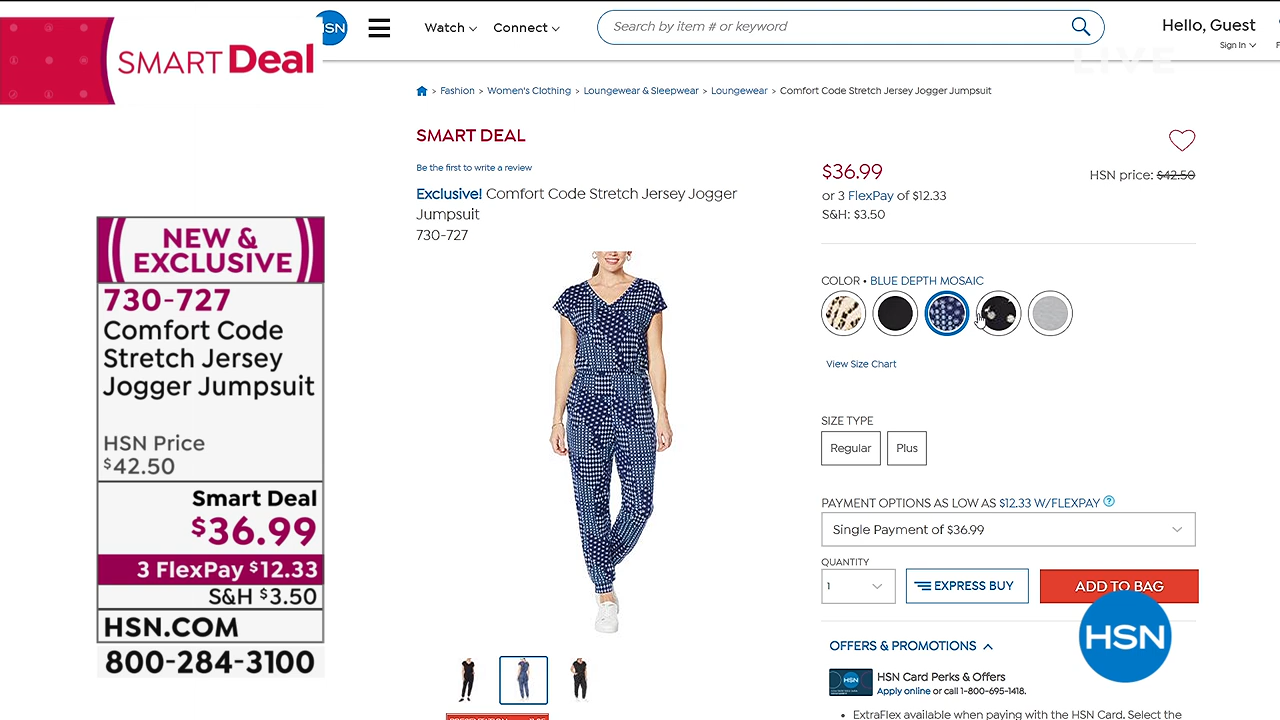 SMART Deal
HSN
Watch
Connect
Search by item # or keyword
Hello, Guest
Sign In
LIVE
> Fashion > Women's Clothing > Loungewear & Sleepwear > Loungewear > Comfort Code Stretch Jersey Jogger Jumpsuit
SMART DEAL
Be the first to write a review
Exclusive! Comfort Code Stretch Jersey Jogger
Jumpsuit
730-727
$36.99
HSN price: $42.50
or 3 FlexPay of $12.33
S&H: $3.50
COLOR • BLUE DEPTH MOSAIC
View Size Chart
SIZE TYPE
Regular
Plus
PAYMENT OPTIONS AS LOW AS $12.33 W/FLEXPAY ?
Single Payment of $36.99
QUANTITY
1
EXPRESS BUY
ADD TO BAG
OFFERS & PROMOTIONS
HSN
HSN Card Perks & Offers
Apply online or call 1-800-695-1418.
• ExtraFlex available when paying with the HSN Card. Select the
HSN
NEW &
EXCLUSIVE
730-727
Comfort Code
Stretch Jersey
Jogger Jumpsuit
HSN Price
$42.50
Smart Deal
$36.99
3 FlexPay $12.33
S&H $3.50
HSN.COM
800-284-3100